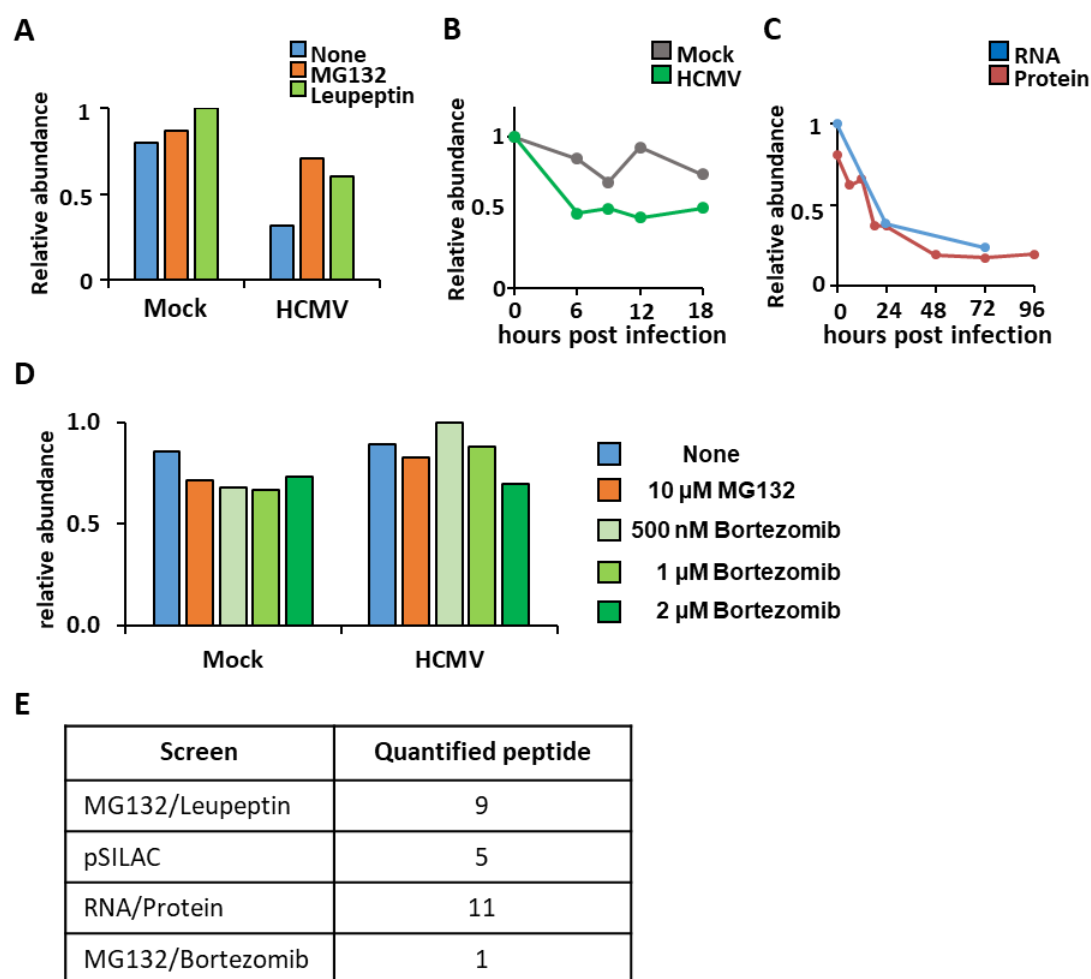 A
None
MG132
Leupeptin
Relative abundance
1
0.5
0
Mock
HCMV
B
Mock
HCMV
Relative abundance
1
0.5
0
0 6 12 18
hours post infection
C
RNA
Protein
Relative abundance
1
0.5
0
0 24 48 72 96
hours post infection
D
relative abundance
1.0
0.5
0.0
Mock
HCMV
None
10 µM MG132
500 nM Bortezomib
1 µM Bortezomib
2 µM Bortezomib
E
Screen Quantified peptide
MG132/Leupeptin 9
pSILAC 5
RNA/Protein 11
MG132/Bortezomib 1